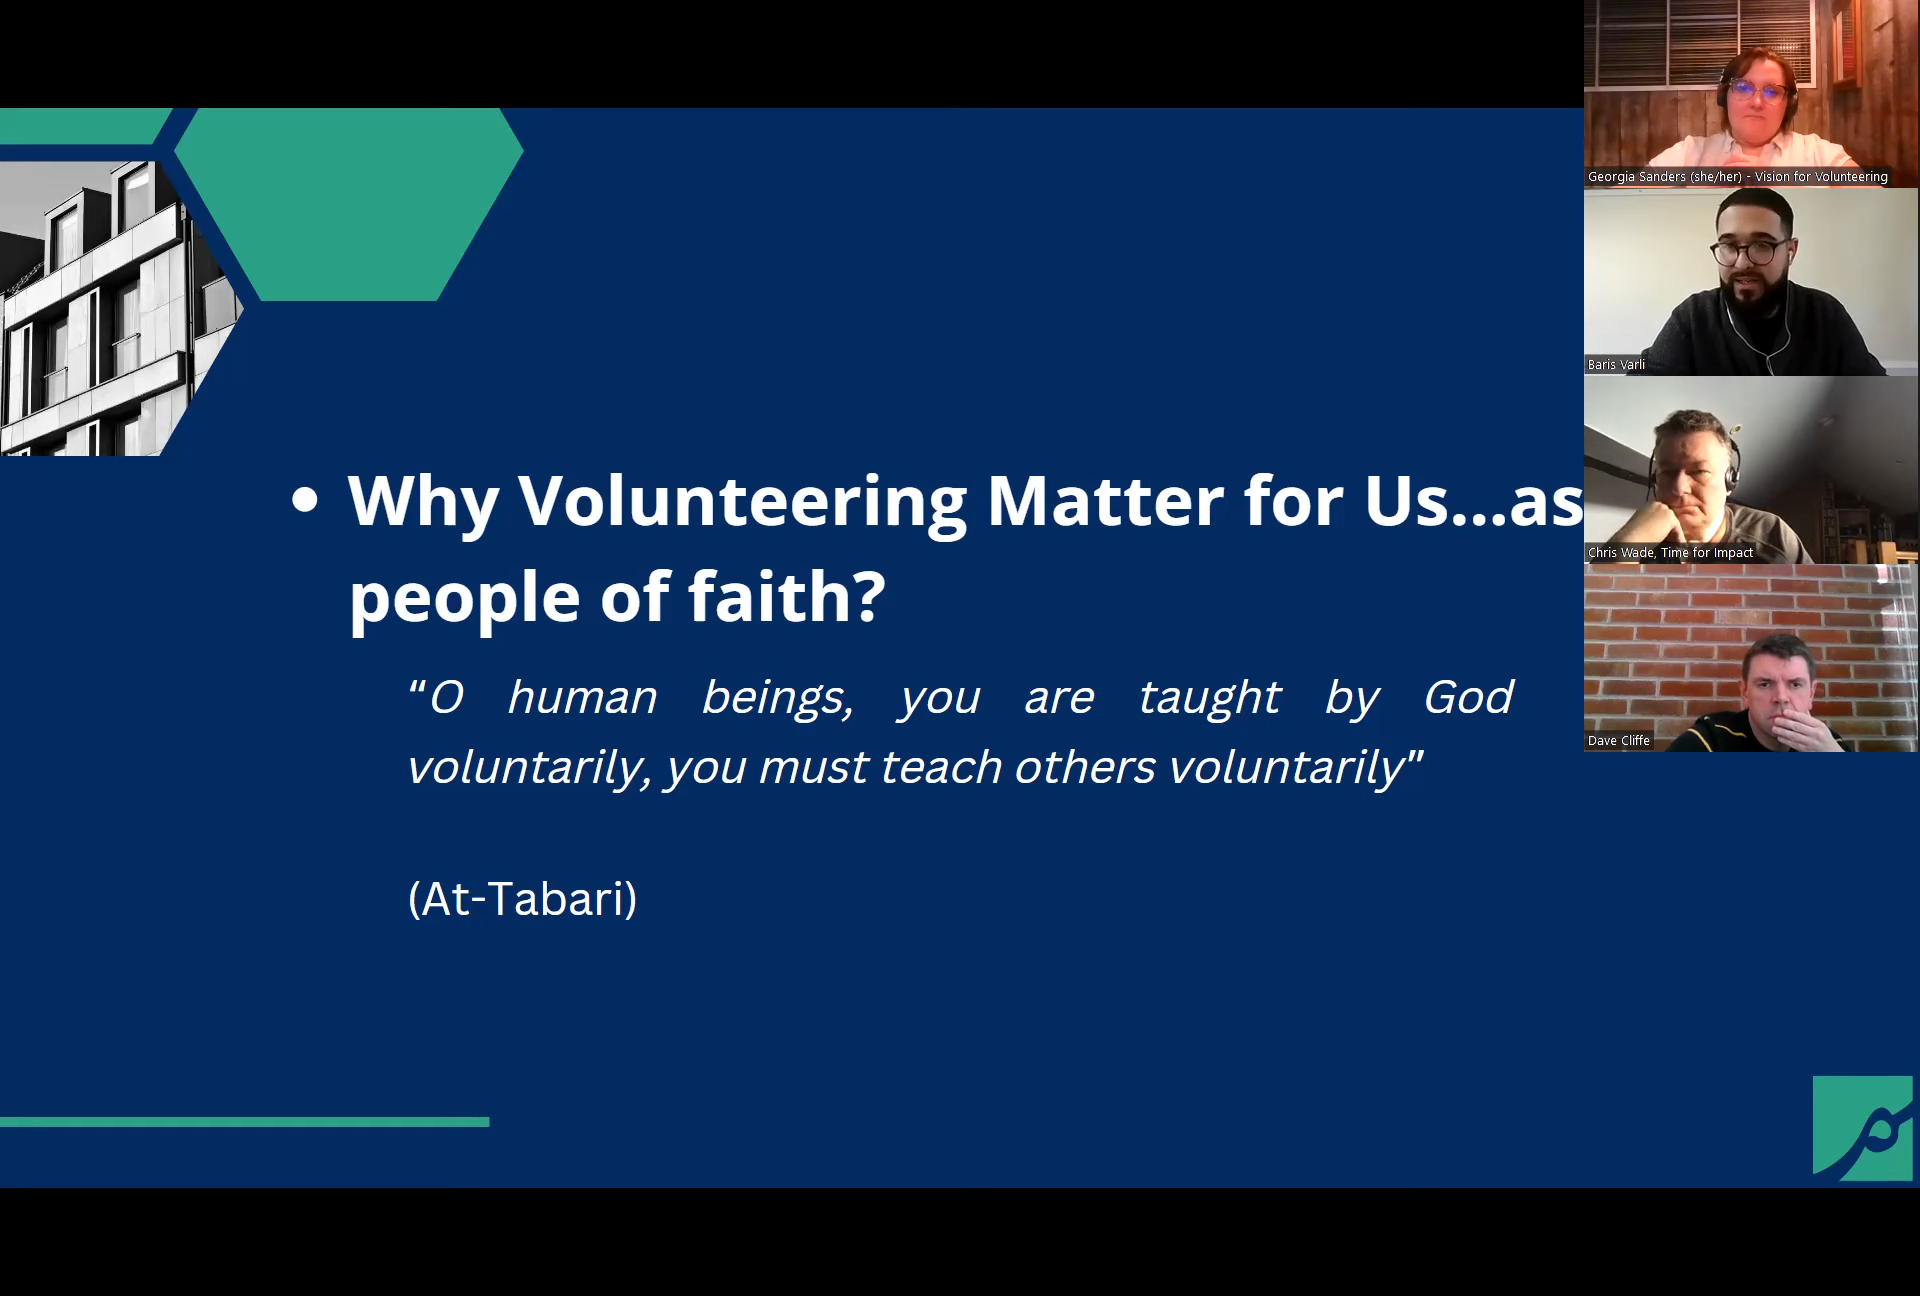 • Why Volunteering Matter for Us...as
people of faith?
“O human beings, you are taught by God
voluntarily, you must teach others voluntarily”
(At-Tabari)
Georgia Sanders (she/her) - Vision for Volunteering
Baris Varli
Chris Wade, Time for Impact
Dave Cliffe